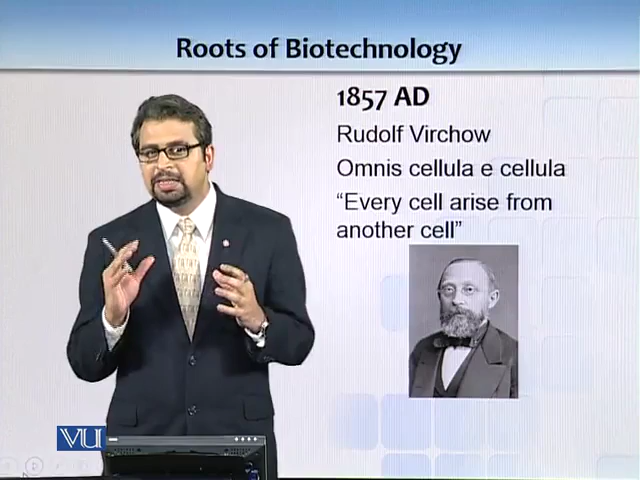 Roots of Biotechnology
1857 AD
Rudolf Virchow
Omnis cellula e cellula
“Every cell arise from
another cell”
VU